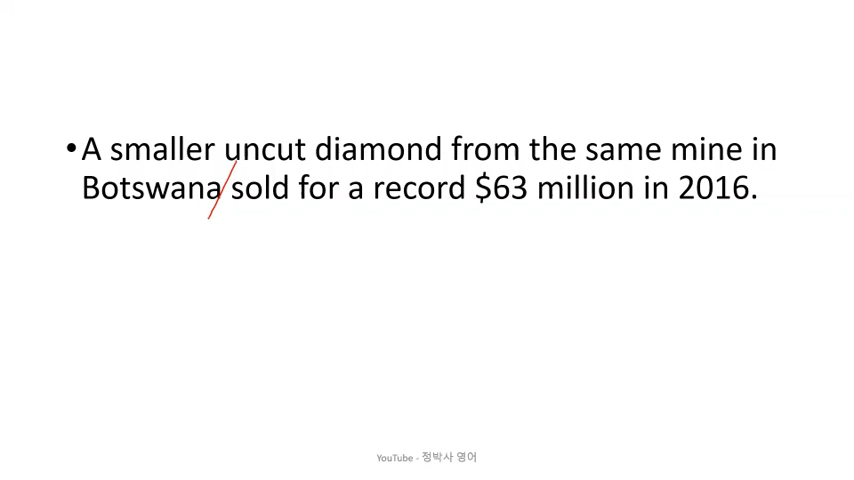 •A smaller uncut diamond from the same mine in
Botswana sold for a record $63 million in 2016.
YouTube - 정박사 영어